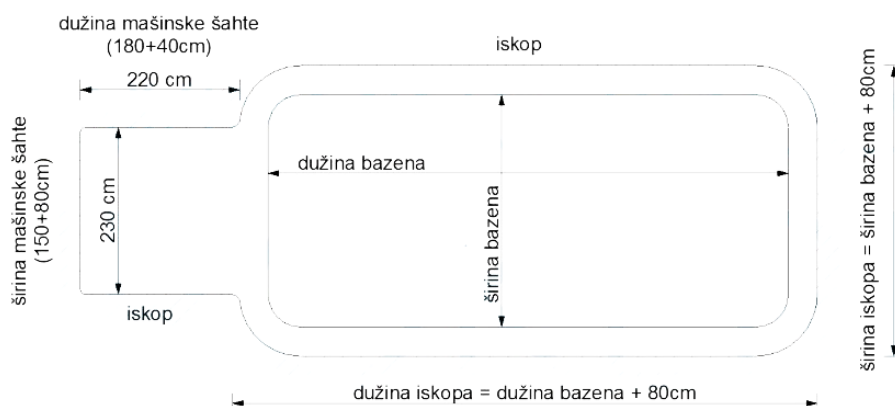 dužina mašinske šahte
(180+40cm)
220 cm
iskop
širina mašinske šahte
(150+80cm)
230 cm
dužina bazena
širina bazena
iskop
širina iskopa = širina bazena + 80cm
dužina iskopa = dužina bazena + 80cm